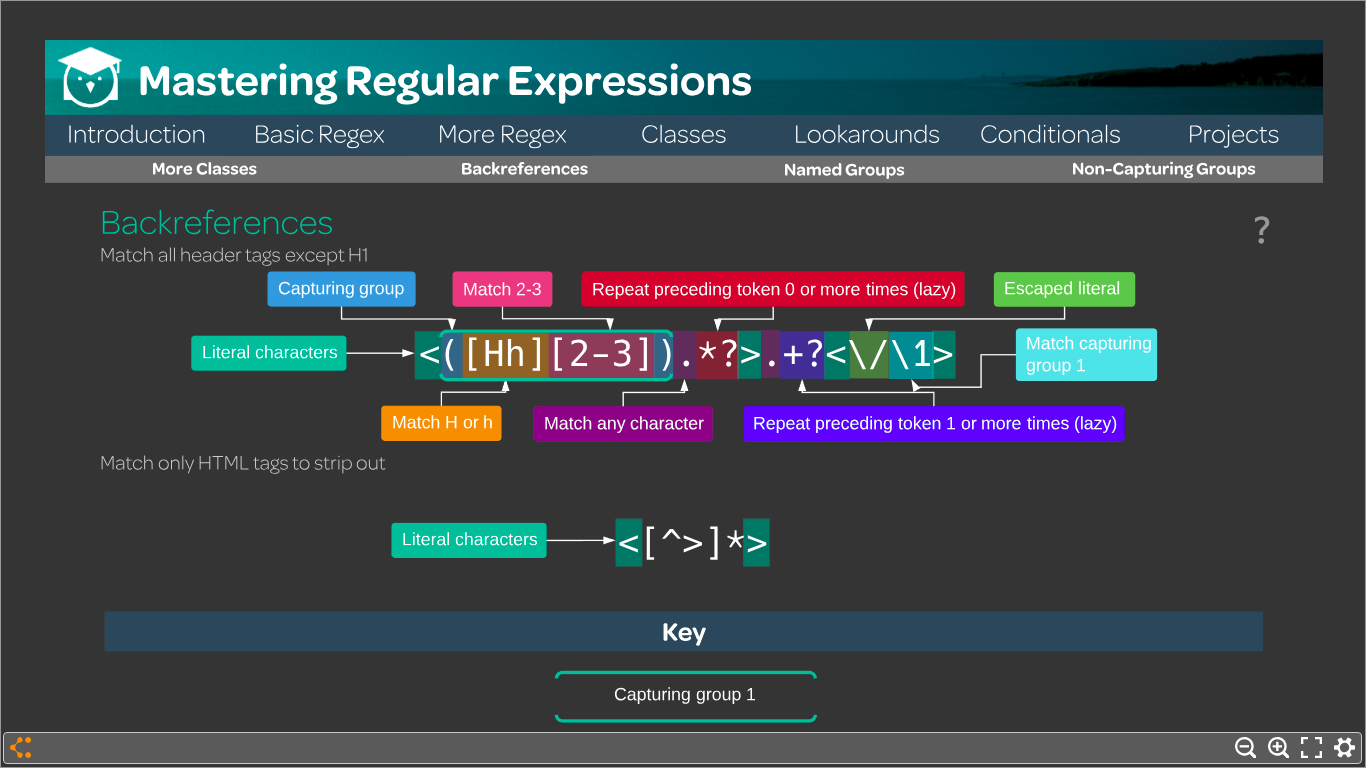 Mastering Regular Expressions
Introduction Basic Regex More Regex Classes Lookarounds Conditionals Projects
More Classes Backreferences Named Groups Non-Capturing Groups
Backreferences
?
Match all header tags except H1
Capturing group Match 2-3 Repeat preceding token 0 or more times (lazy) Escaped literal
Literal characters
<([Hh][2-3]).*?>.+?<\/\1>
Match capturing
group 1
Match H or h Match any character Repeat preceding token 1 or more times (lazy)
Match only HTML tags to strip out
Literal characters
<[^>]*>
Key
Capturing group 1